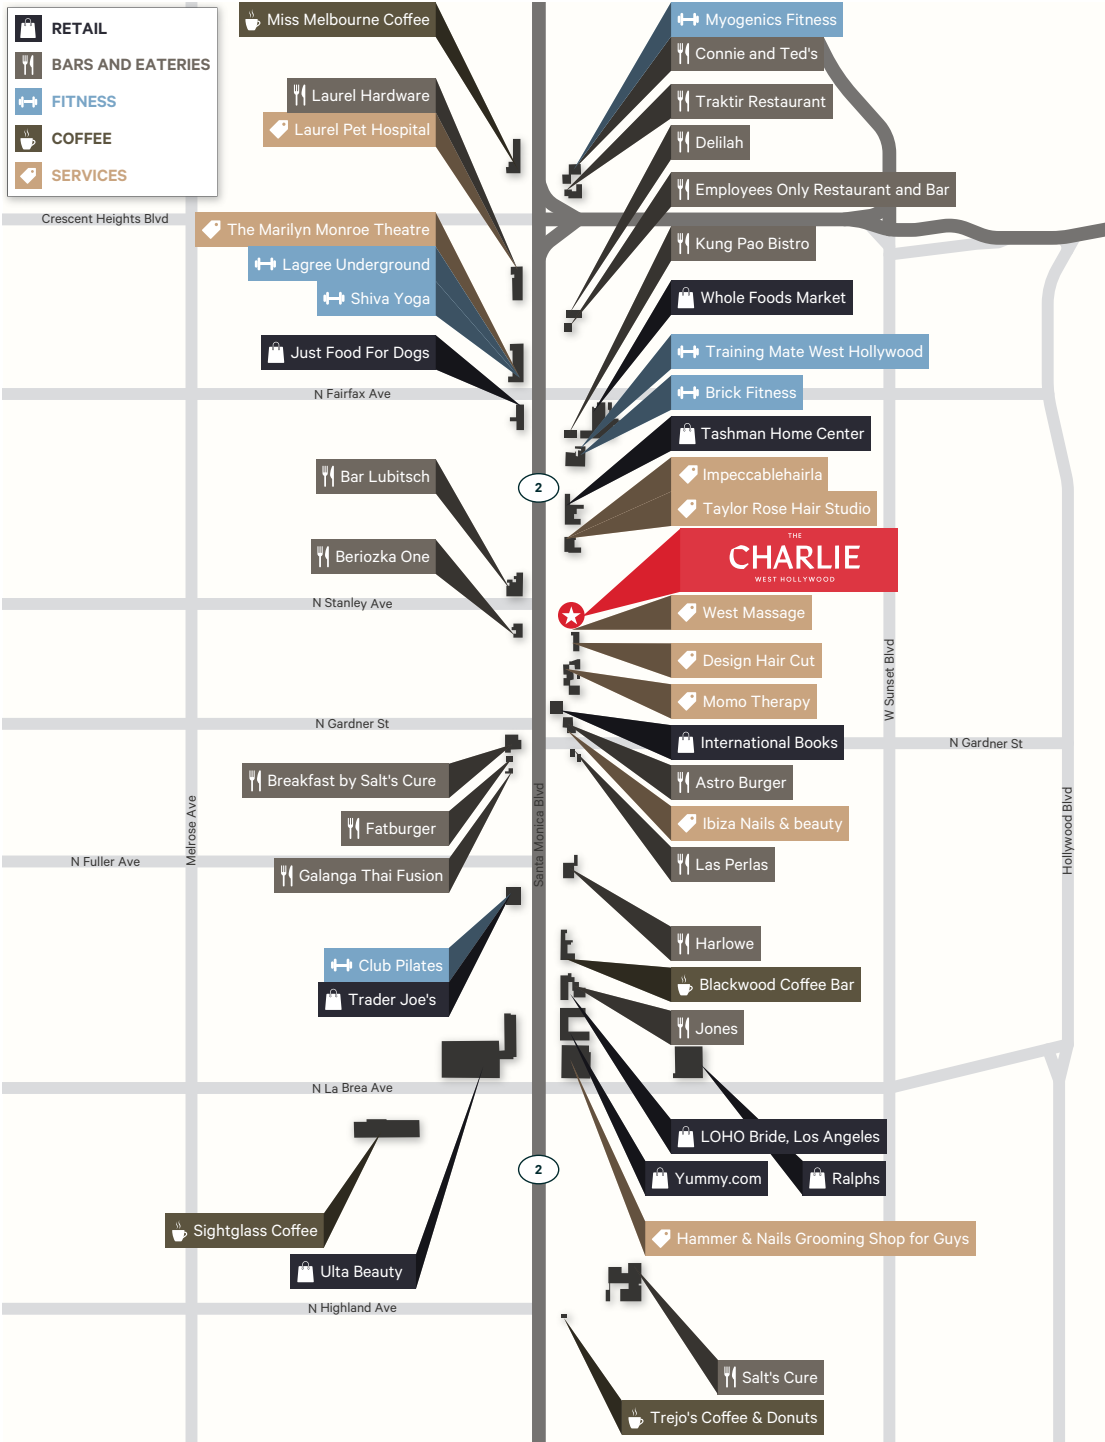 RETAIL
BARS AND EATERIES
FITNESS
COFFEE
SERVICES
Miss Melbourne Coffee
Laurel Hardware
Laurel Pet Hospital
Crescent Heights Blvd
The Marilyn Monroe Theatre
Lagree Underground
Shiva Yoga
Just Food For Dogs
N Fairfax Ave
Bar Lubitsch
Beriozka One
N Stanley Ave
N Gardner St
Breakfast by Salt's Cure
Fatburger
N Fuller Ave
Galanga Thai Fusion
Club Pilates
Trader Joe's
N La Brea Ave
Sightglass Coffee
Ulta Beauty
N Highland Ave
Melrose Ave
Santa Monica Blvd
2
2
Myogenics Fitness
Connie and Ted's
Traktir Restaurant
Delilah
Employees Only Restaurant and Bar
Kung Pao Bistro
Whole Foods Market
Training Mate West Hollywood
Brick Fitness
Tashman Home Center
Impeccablehairla
Taylor Rose Hair Studio
THE
CHARLIE
WEST HOLLYWOOD
West Massage
Design Hair Cut
Momo Therapy
International Books
N Gardner St
Astro Burger
Ibiza Nails & beauty
Las Perlas
Harlowe
Blackwood Coffee Bar
Jones
LOHO Bride, Los Angeles
Yummy.com
Ralphs
Hammer & Nails Grooming Shop for Guys
Salt's Cure
Trejo's Coffee & Donuts
W Sunset Blvd
Hollywood Blvd